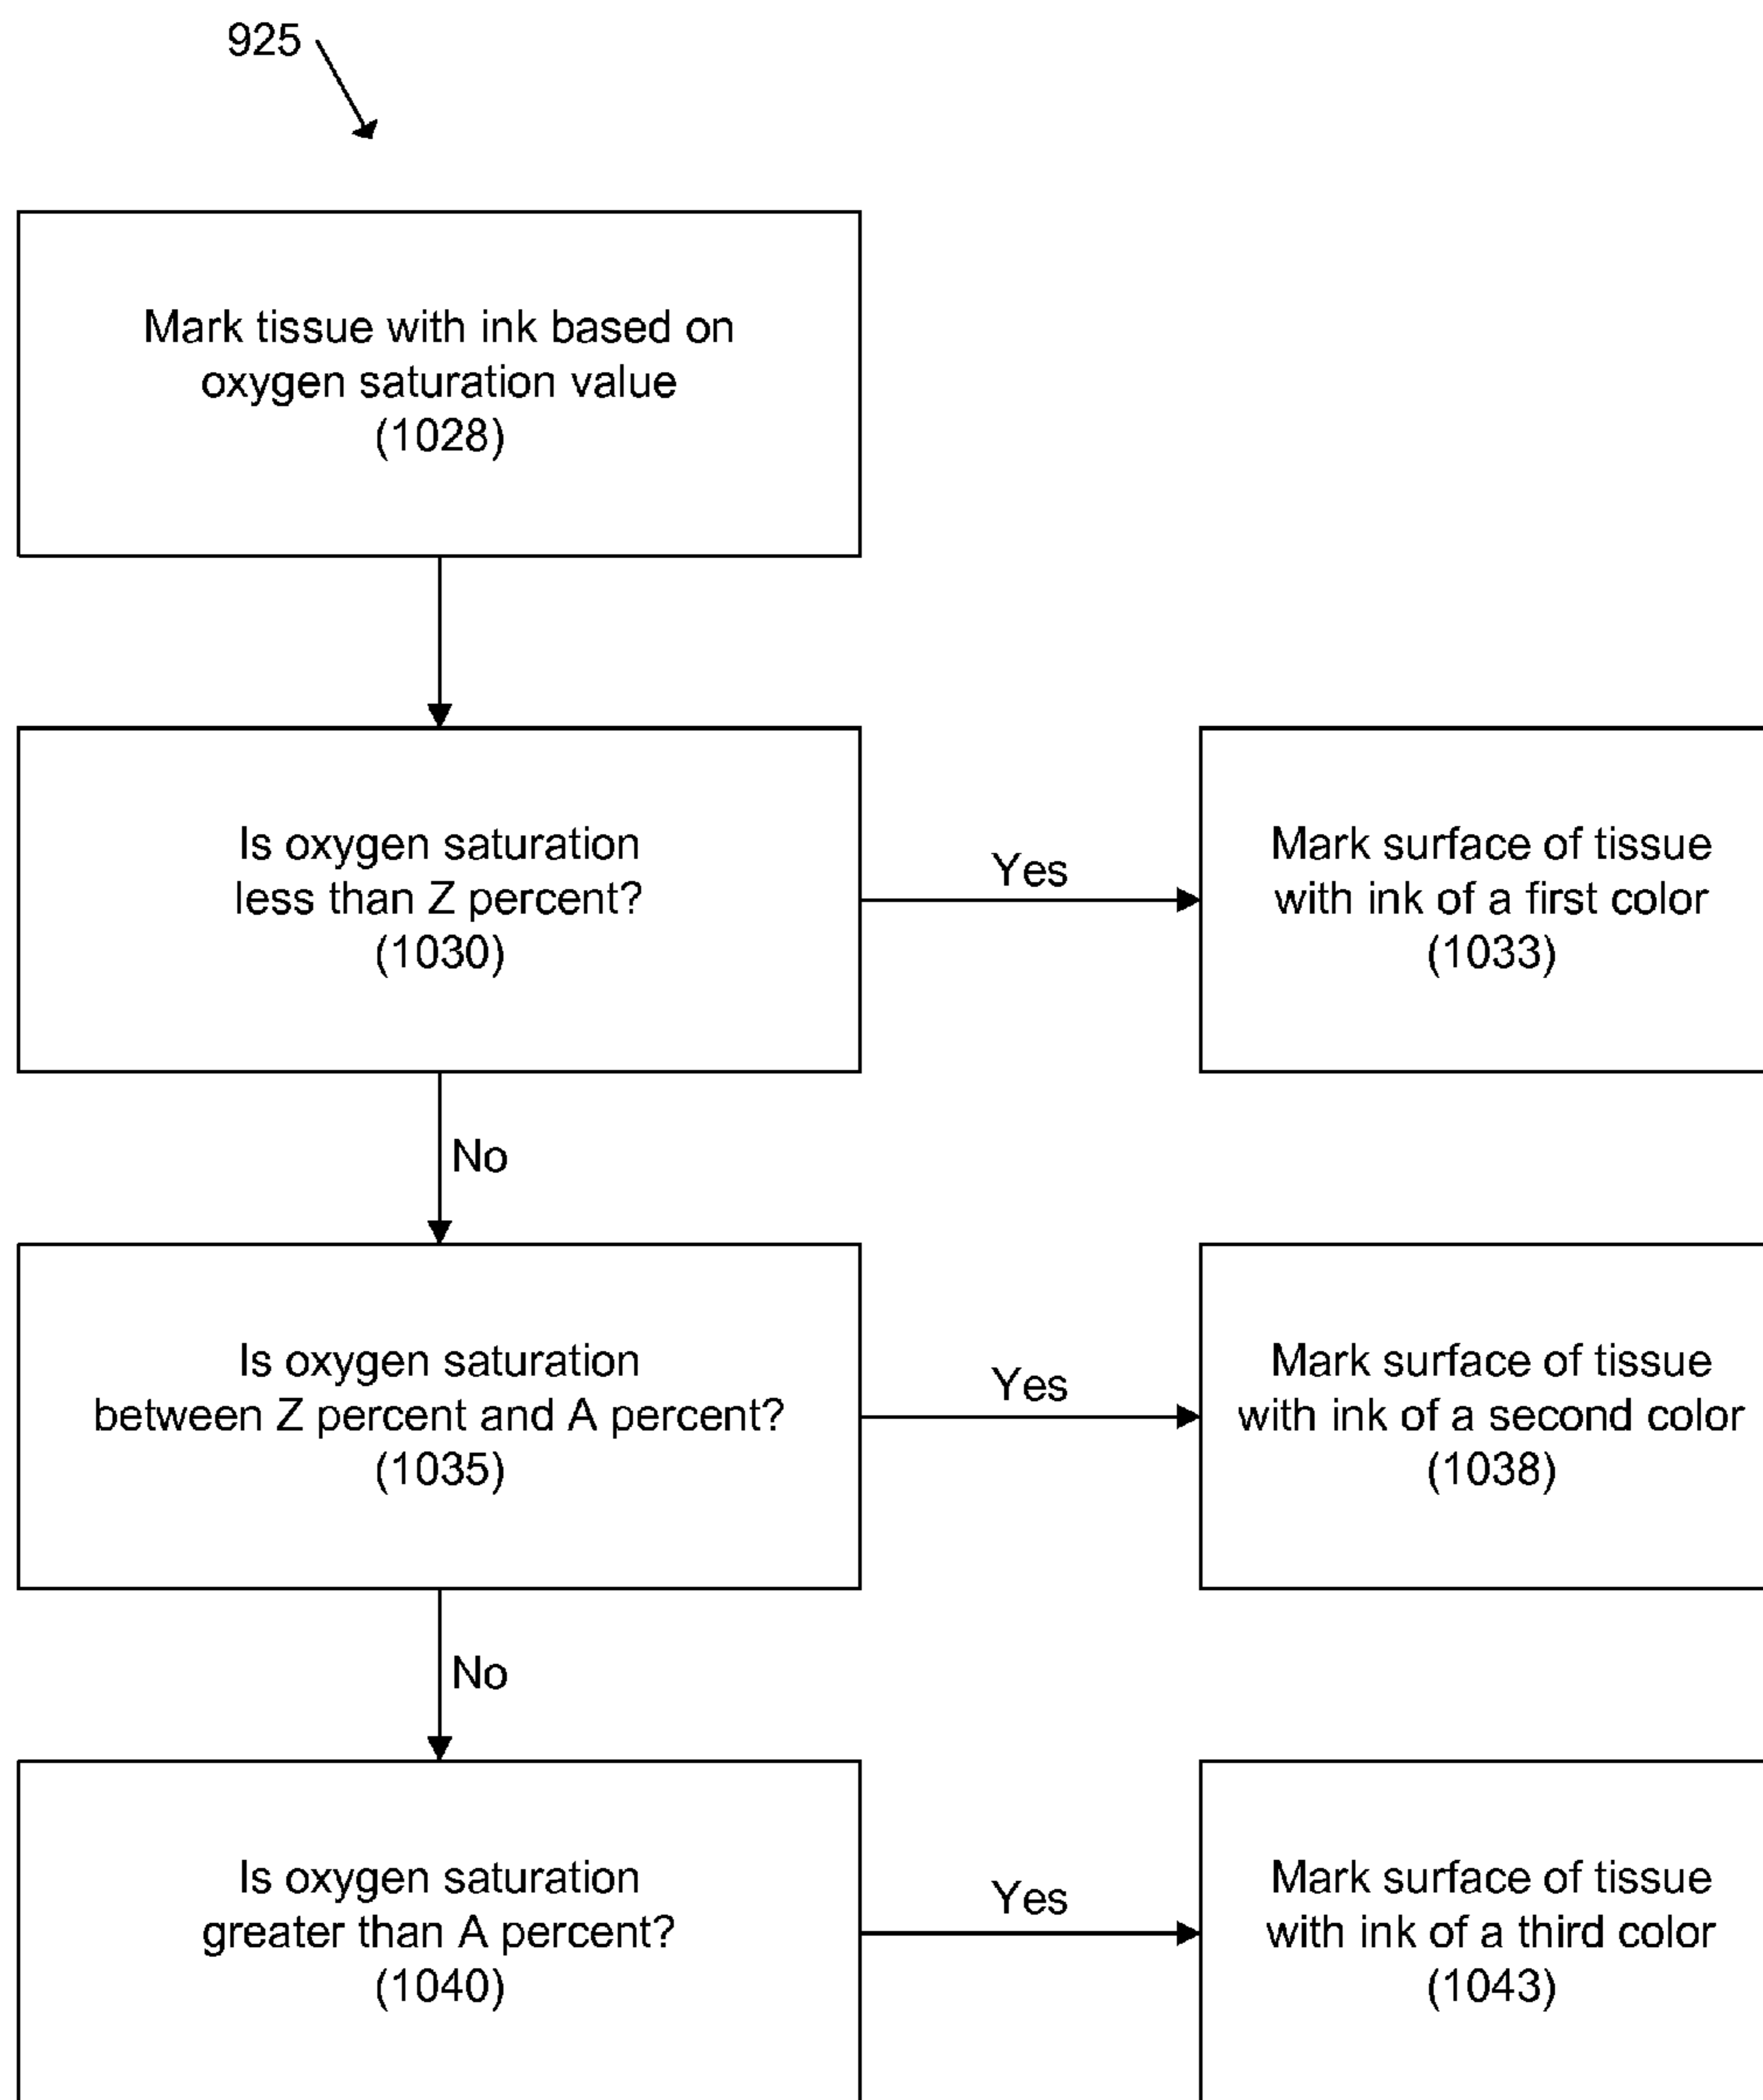 925
Mark tissue with ink based on
oxygen saturation value
(1028)
Is oxygen saturation
less than Z percent?
(1030)
Yes
Mark surface of tissue
with ink of a first color
(1033)
No
Is oxygen saturation
between Z percent and A percent?
(1035)
Yes
Mark surface of tissue
with ink of a second color
(1038)
No
Is oxygen saturation
greater than A percent?
(1040)
Yes
Mark surface of tissue
with ink of a third color
(1043)